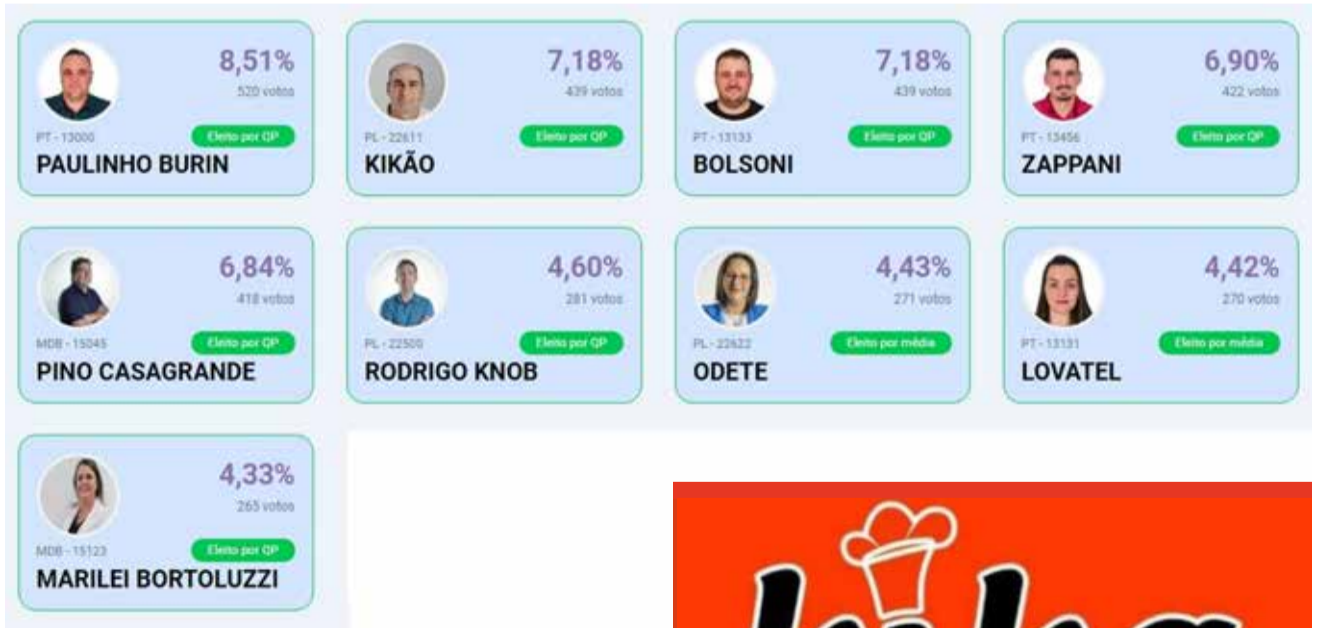 8,51%
520 votos
PT - 13000
Eleito por QP
PAULINHO BURIN
7,18%
439 votos
PL - 22611
Eleito por QP
KIKÃO
7,18%
439 votos
PT - 13133
Eleito por QP
BOLSONI
6,90%
422 votos
PT - 13456
Eleito por QP
ZAPPANI
6,84%
418 votos
MDB - 15045
Eleito por QP
PINO CASAGRANDE
4,60%
281 votos
PL - 22500
Eleito por QP
RODRIGO KNOB
4,43%
271 votos
PL - 22622
Eleito por média
ODETE
4,42%
270 votos
PT - 13131
Eleito por média
LOVATEL
4,33%
265 votos
MDB - 15123
Eleito por QP
MARILEI BORTOLUZZI